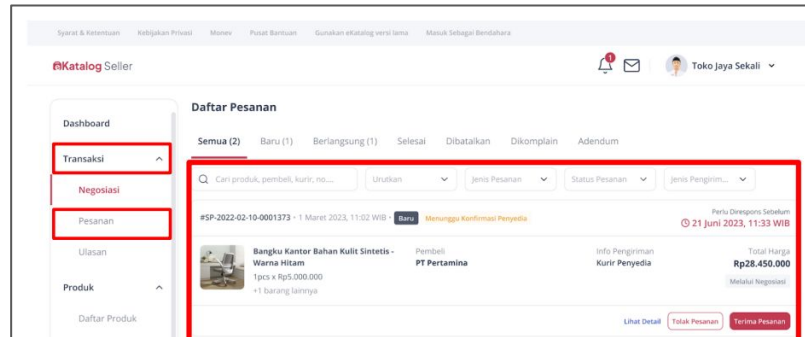 Syarat & Ketentuan Kebijakan Privasi Monev Pusat Bantuan Gunakan eKatalog versi lama Masuk Sebagai Bendahara
Katalog Seller
1
Toko Jaya Sekali
Dashboard
Transaksi
Negosiasi
Pesanan
Ulasan
Produk
Daftar Produk
Daftar Pesanan
Semua (2) Baru (1) Berlangsung (1) Selesai Dibatalkan Dikomplain Adendum
Cari produk, pembeli, kurir, no.... Urutkan Jenis Pesanan Status Pesanan Jenis Pengirim...
#SP-2022-02-10-0001373 • 1 Maret 2023, 11:02 WIB • Baru Menunggu Konfirmasi Penyedia
Perlu Direspons Sebelum
21 Juni 2023, 11:33 WIB
Bangku Kantor Bahan Kulit Sintetis -
Warna Hitam
1pcs x Rp5.000.000
+1 barang lainnya
Pembeli
PT Pertamina
Info Pengiriman
Kurir Penyedia
Total Harga
Rp28.450.000
Melalui Negosiasi
Lihat Detail Tolak Pesanan Terima Pesanan